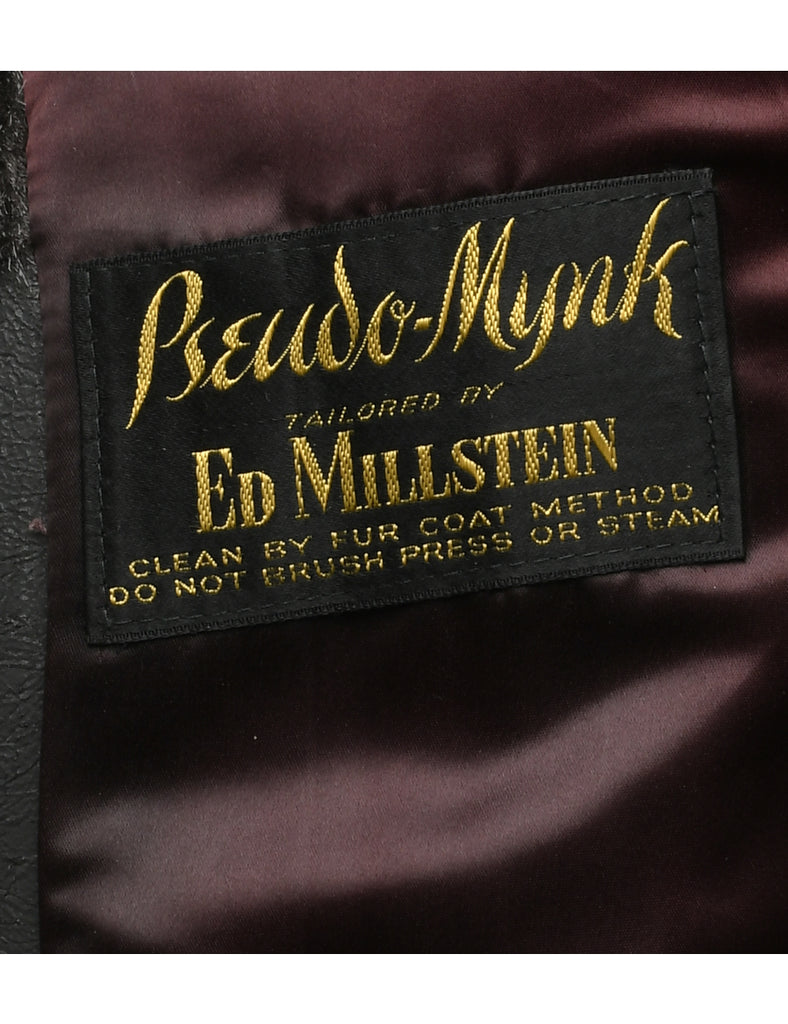 Pseudo-Mynk
TAILORED BY
ED MILLSTEIN
CLEAN BY FUR COAT METHOD
DO NOT BRUSH PRESS OR STEAM